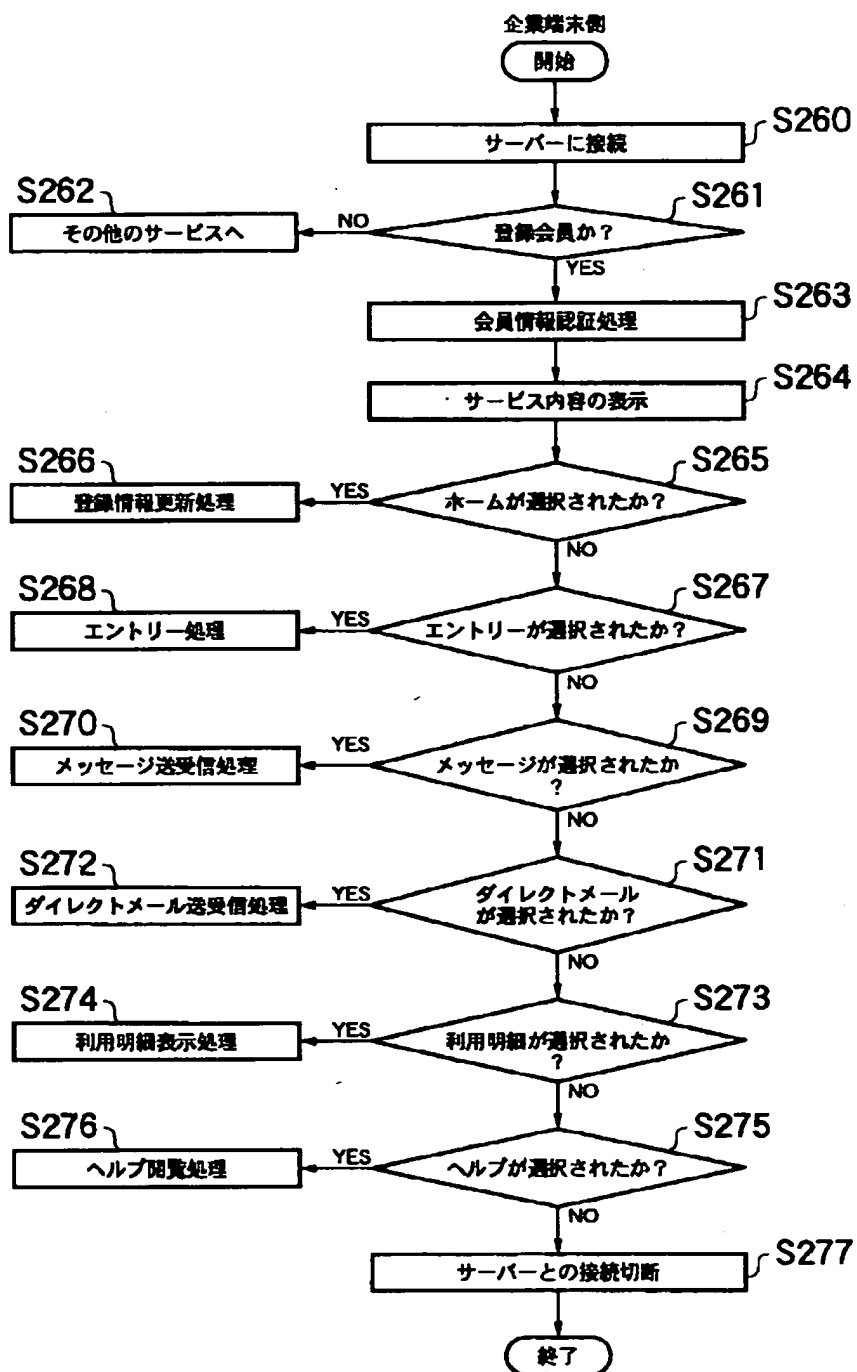 企業端末側
開始
S260
サーバーに接続
S262
S261
その他のサービスへ
NO
登録会員か？
YES
S263
会員情報認証処理
S264
サービス内容の表示
S266
S265
登録情報更新処理
YES
ホームが選択されたか？
NO
S268
S267
エントリー処理
YES
エントリーが選択されたか？
NO
S270
S269
メッセージ送受信処理
YES
メッセージが選択されたか
？
NO
S272
S271
ダイレクトメール送受信処理
YES
ダイレクトメール
が選択されたか？
NO
S274
S273
利用明細表示処理
YES
利用明細が選択されたか
？
NO
S276
S275
ヘルプ閲覧処理
YES
ヘルプが選択されたか？
NO
S277
サーバーとの接続切断
終了